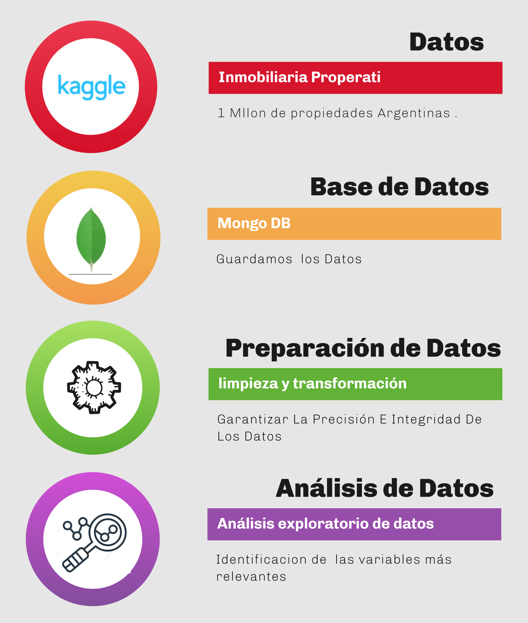 Datos
kaggle
Inmobiliaria Properati
1 Mllon de propiedades Argentinas .
Base de Datos
Mongo DB
Guardamos los Datos
Preparación de Datos
limpieza y transformación
Garantizar La Precisión E Integridad De
Los Datos
Análisis de Datos
Análisis exploratorio de datos
Identificacion de las variables más
relevantes